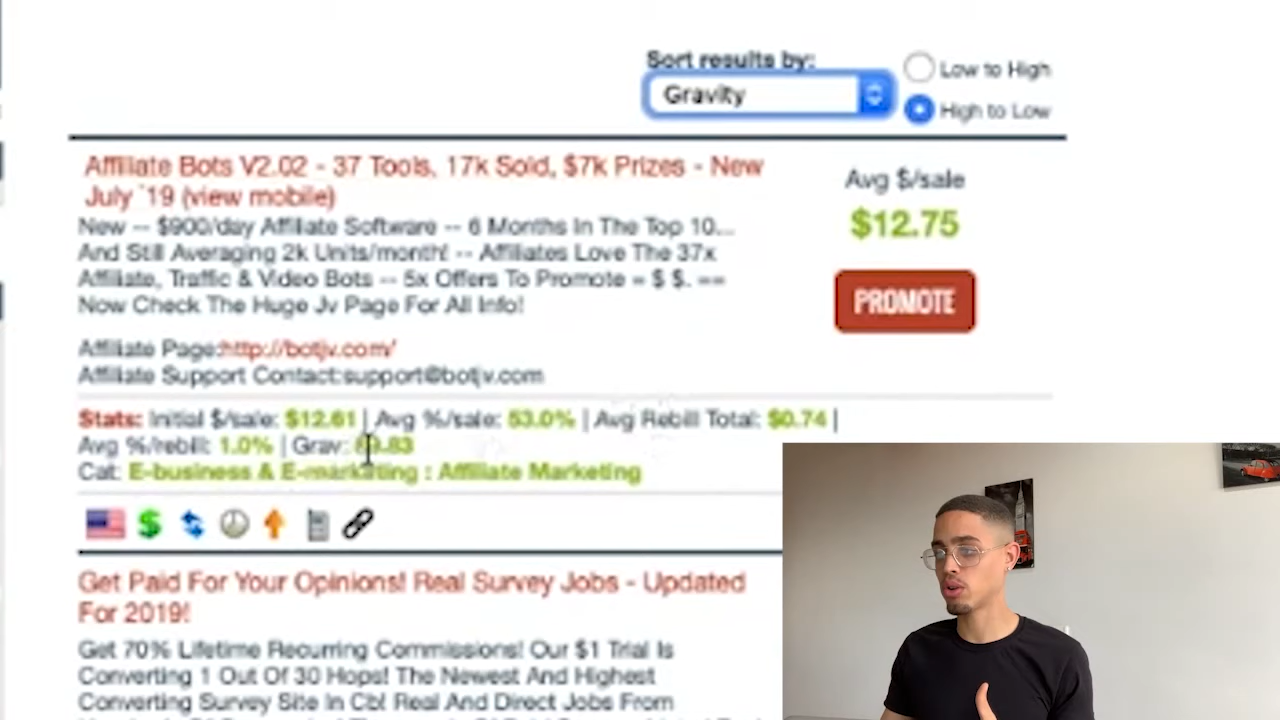 Sort results by:
Gravity
Low to High
High to Low
Affiliate Bots V2.02 - 37 Tools, 17k Sold, $7k Prizes - New
July `19 (view mobile)
New -- $900/day Affiliate Software -- 6 Months In The Top 10...
And Still Averaging 2k Units/month! -- Affiliates Love The 37x
Affiliate, Traffic & Video Bots -- 5x Offers To Promote = $ $. ==
Now Check The Huge Jv Page For All Info!
Avg $/sale
$12.75
PROMOTE
Affiliate Page:http://botjv.com/
Affiliate Support Contact:support@botjv.com
Stats: Initial $/sale: $12.61 | Avg %/sale: 53.0% | Avg Rebill Total: $0.74 |
Avg %/rebill: 1.0% | Grav:
Cat: E-business & E-marketing : Affiliate Marketing
Get Paid For Your Opinions! Real Survey Jobs - Updated
For 2019!
Get 70% Lifetime Recurring Commissions! Our $1 Trial Is
Converting 1 Out Of 30 Hops! The Newest And Highest
Converting Survey Site In Cb! Real And Direct Jobs From